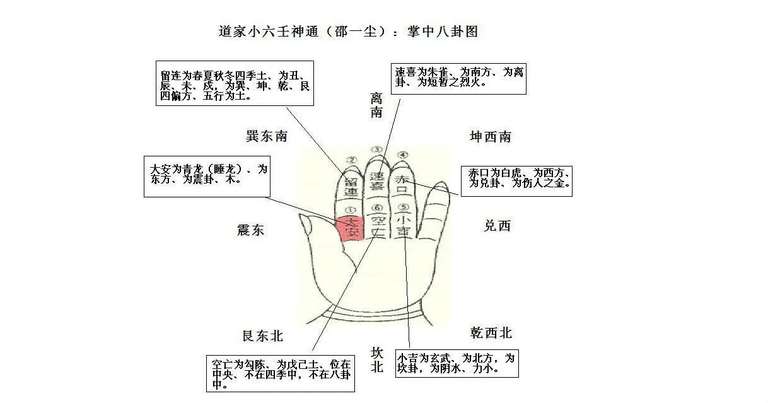 道家小六壬神通（邵一尘）：掌中八卦图
留连为春夏秋冬四季土、为丑、
辰、未、戌，为巽、坤、乾、艮
四偏方、五行为土。
速喜为朱雀、为南方、为离
卦、为短暂之烈火。
离
南
巽东南
坤西南
大安为青龙（睡龙）、为
东方、为震卦、木。
赤口为白虎、为西方、
为兑卦、为伤人之金。
②
③
④
留連
速喜
赤口
①
⑥
⑤
大安
空亡
小吉
震东
兑西
艮东北
坎
北
乾西北
空亡为勾陈、为戊己土、位在
中央、不在四季中，不在八卦
中。
小吉为玄武、为北方，为
坎卦，为阴水、力小。